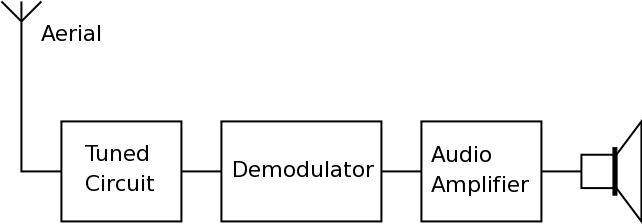 Aerial
Tuned
Circuit
Demodulator
Audio
Amplifier